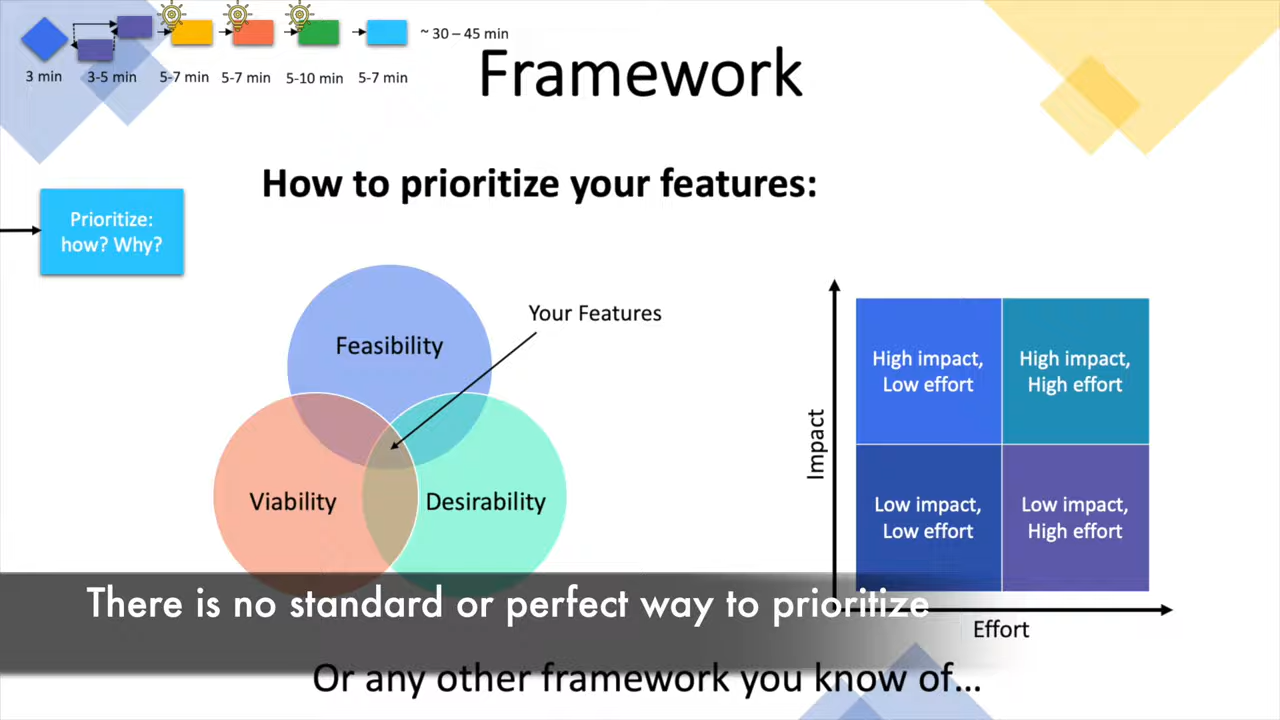 ~ 30 – 45 min
3 min
3-5 min
5-7 min
5-7 min
5-10 min
5-7 min
Framework
How to prioritize your features:
Prioritize:
how? Why?
Feasibility
Viability
Desirability
Your Features
Impact
High impact,
Low effort
High impact,
High effort
Low impact,
Low effort
Low impact,
High effort
Effort
There is no standard or perfect way to prioritize
Or any other framework you know of...